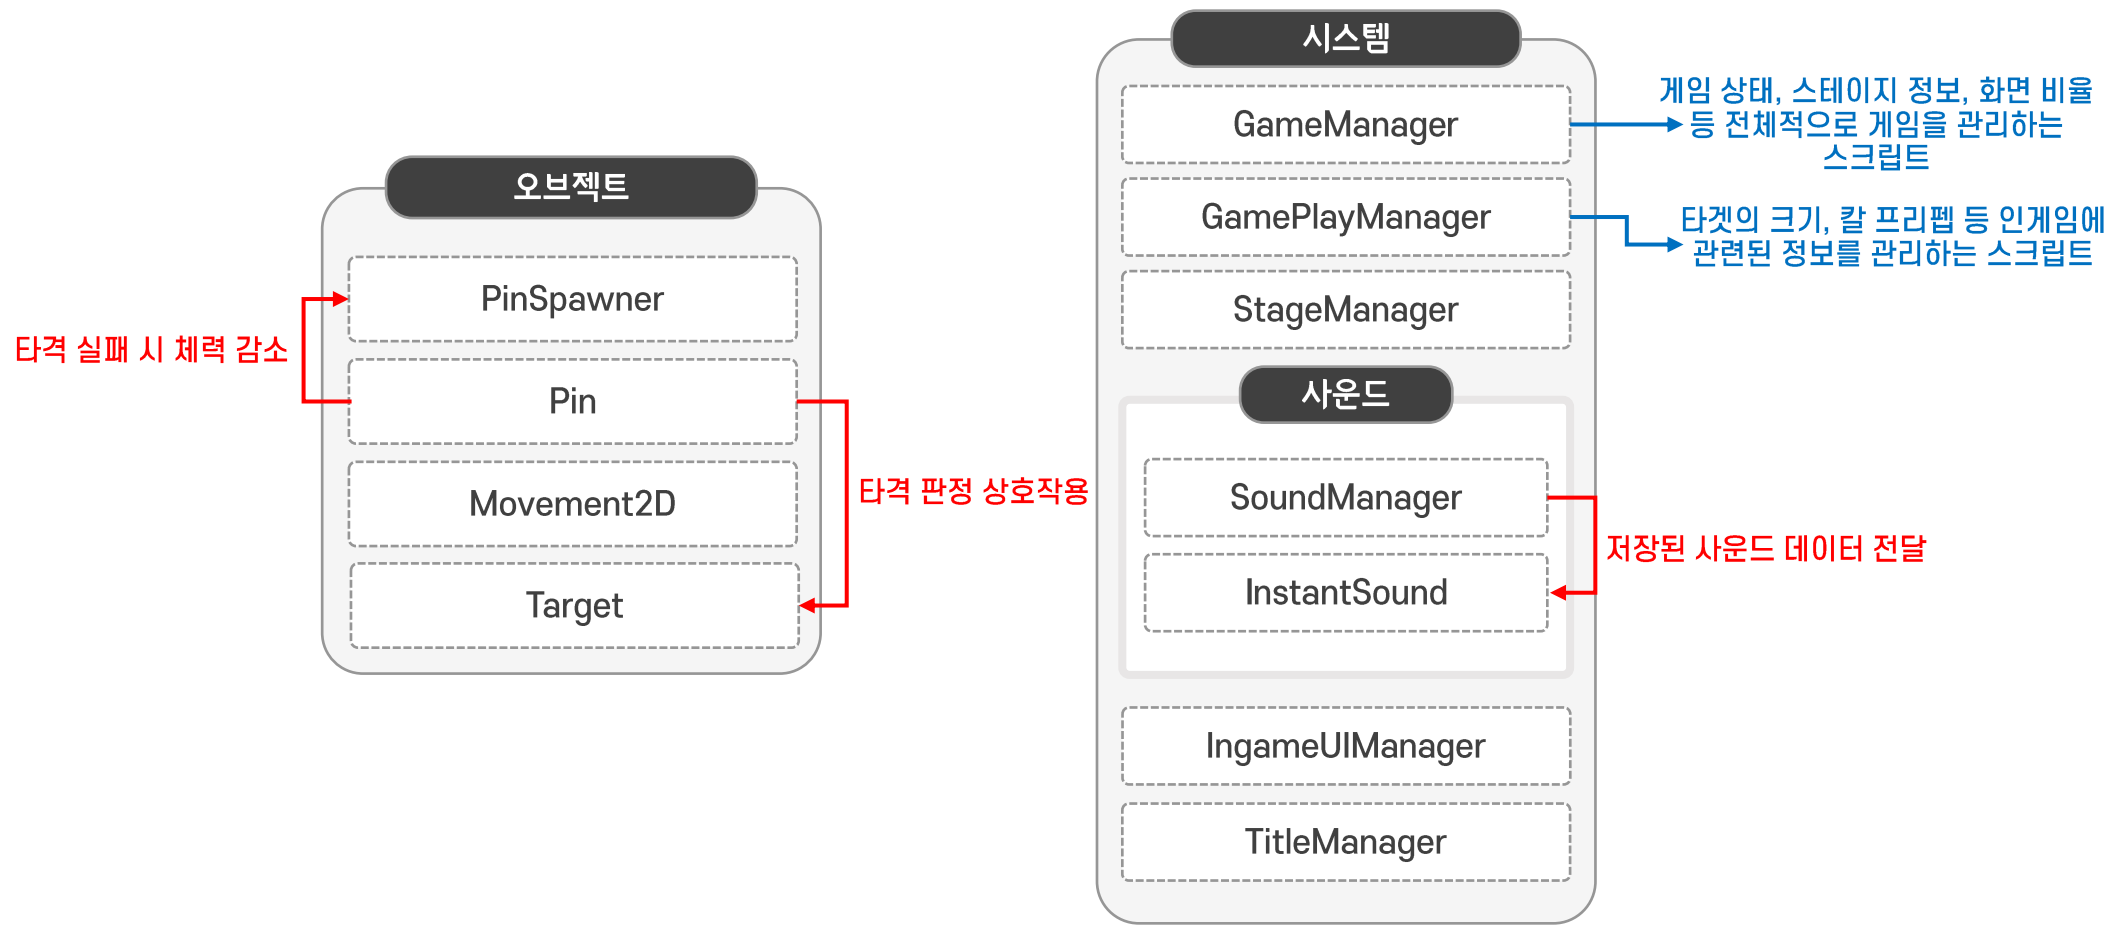 오브젝트
PinSpawner
Pin
Movement2D
Target
타격 실패 시 체력 감소
타격 판정 상호작용
시스템
GameManager
GamePlayManager
StageManager
사운드
SoundManager
InstantSound
IngameUIManager
TitleManager
게임 상태, 스테이지 정보, 화면 비율
등 전체적으로 게임을 관리하는
스크립트
타겟의 크기, 칼 프리펩 등 인게임에
관련된 정보를 관리하는 스크립트
저장된 사운드 데이터 전달